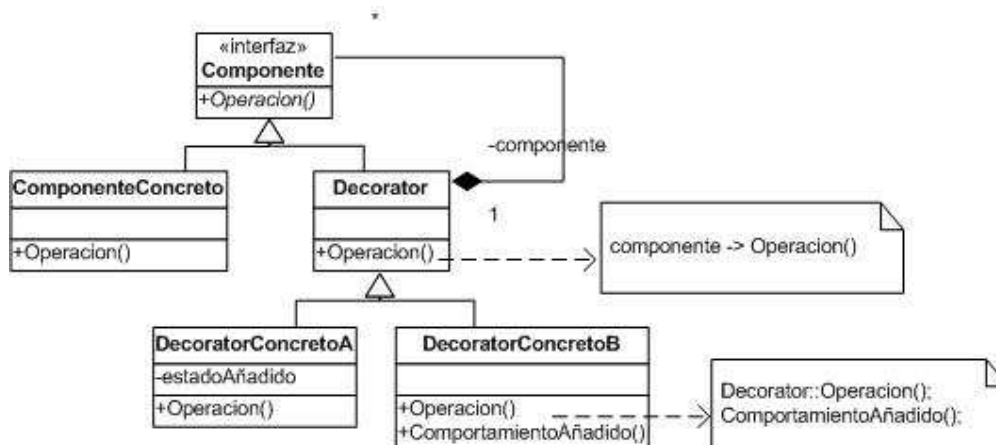 *
«interfaz»
Componente
+Operacion()
-componente
ComponenteConcreto
+Operacion()
Decorator
+Operacion()
1
componente -> Operacion()
DecoratorConcretoA
-estadoAñadido
+Operacion()
DecoratorConcretoB
+Operacion()
+ComportamientoAñadido()
Decorator::Operacion();
ComportamientoAñadido();